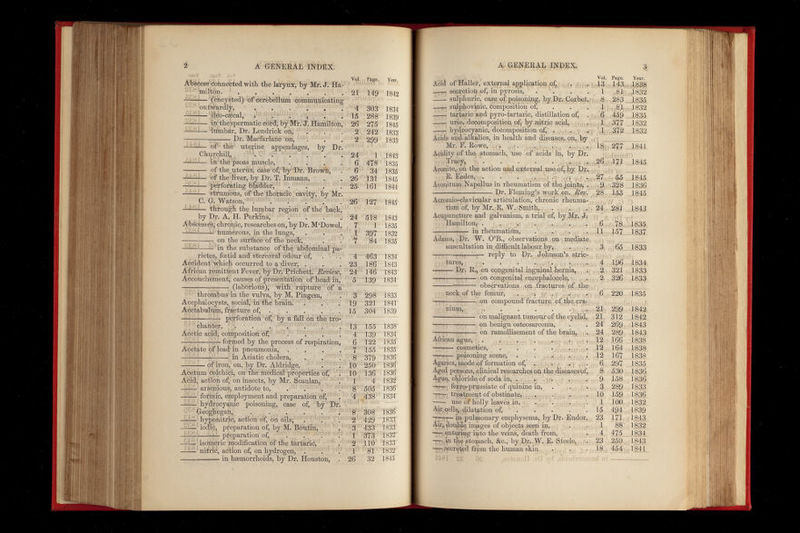 2 A GENERAL INDEX.
Vol. Page. Year.
Abscess connected with the larynx, by Mr. J. Hamilton, 21 149 1842
(encysted) of cerebellum communicating
outwardly, 4 303 1834
ileo-cæcal, 15 288 1839
in the spermatic cord, by Mr. J. Hamilton, 26 275 1845
lumbar, Dr. Lendrick on, 2 242 1833
Dr. Macfarlane on, 2 299 1833
of the uterine appendages, by Dr.
Churchill, 24 1 1843
in the psoas muscle, 6 478 1835
of the uterus, case of, by Dr. Brown, 6 34 1835
of the liver, by Dr. T. Inmann, 26 131 1845
perforating bladder, 25 161 1844
strumous, of the thoracic cavity, by Mr.
C. G. Watson, 26 127 1845
through the lumbar region of the back,
by Dr. A. H. Perkins, 24 518 1843
Abscesses, chronic, researches on, by Dr. M'Dowel, 7 1 1835
numerous, in the lungs, 1 397 1832
on the surface of the neck, 7 84 1835
in the substance of the abdominal pa-
rietes, fœtid and stercoral odour of, 4 463 1834
Accident which occurred to a diver, 23 186 1843
African remittent Fever, by Dr. Pritchett, Review, 24 146 1843
Accouchement, causes of presentation of head in, 5 139 1834
(laborious), with rupture of a
thrombus in the vulva, by M. Pingem, 3 298 1833
Acephalocysts, social, in the brain, 19 321 1841
Acetabulum, fracture of, 15 304 1839
perforation of, by a fall on the tro-
chanter, 13 155 1838
Acetic acid, composition of, 4 139 1834
formed by the process of respiration, 6 122 1835
Acetate of lead in pneumonia, 7 155 1835
in Asiatic cholera, 8 379 1836
of iron, on, by Dr. Aldridge, 10 250 1836
Acetum colchici, on the medical properties of, 10 136 1836
Acid, action of, on insects, by Mr. Scanlan, 1 4 1832
arsenious, antidote to, 8 505 1836
formic, employment and preparation of, 4 438 1834
hydrocyanic poisoning, case of, by Dr.
Geoghegan, 8 308 1836
hyponitric, action of, on oils, 2 429 1833
iodic, preparation of, by M. Boutin, 3 433 1833
preparation of, 1 373 1832
isomeric modification of the tartaric, 2 110 1833
nitric, action of, on hydrogen, 1 81 1832
in hæmorrhoids, by Dr. Houston, 26 32 1845
A GENERAL INDEX. 3
Vol. Page. Year.
Acid of Haller, external application of, 13 143 1838
secretion of, in pyrosis, 1 81 1832
sulphuric, case of poisoning, by Dr. Corbet, 8 283 1835
sulphovinic, composition of, 1 81 1832
tartaric and pyro-tartaric, distillation of, 6 459 1835
uric, decomposition of, by nitric acid, 1 377 1832
hydrocyanic, decomposition of, 1 372 1832
Acids and alkalies, in health and disease, on, by
Mr. F. Rowe, 18 277 1841
Acidity of the stomach, use of acids in, by Dr.
Tracy, 26 171 1845
Aconite, on the action and external use of, by Dr.
R. Eades, 27 65 1845
Aconitum Napellus in rheumatism of the joints, 9 328 1836
Dr. Fleming's work on, Rev. 28 155 1845
Acromio-clavicular articulation, chronic rheuma-
tism of, by Mr. R. W. Smith, 24 281 1843
Acupuncture and galvanism, a trial of, by Mr. J.
Hamilton, 6 78 1835
in rheumatism, 11 157 1837
Adams, Dr. W. O'B., observations on mediate
auscultation in difficult labour by, 3 65 1833
reply to Dr. Johnson's stric-
tures, 4 196 1834
Dr. R., on congenital inguinal hernia, 2 321 1833
on congenital encephalocele, 2 326 1833
observations on fractures of the
neck of the femur, 6 220 1835
on compound fracture of the cra-
nium, 21 299 1842
on malignant tumour of the eyelid, 21 312 1842
on benign osteosarcoma, 24 269 1843
on ramollissement of the brain, 24 289 1843
African ague, 12 166 1838
cosmetics, 12 164 1838
poisoning scene, 12 167 1838
Agarics, mode of formation of, 6 297 1835
Aged persons, clinical researches on the diseases of, 8 530 1836
Ague, chloride of soda in, 9 158 1836
ferro-prussiate of quinine in, 3 289 1833
treatment of obstinate, 10 159 1836
use of holly leaves in, 1 100 1832
Air cells, dilatation of, 15 494 1839
in pulmonary emphysema, by Dr. Endor, 23 171 1843
Air, double images of objects seen in, 1 88 1832
entering into the veins, death from, 4 475 1834
in the stomach, &c., by Dr. W. E. Steele, 23 250 1843
secreted from the human skin 18 454 1841